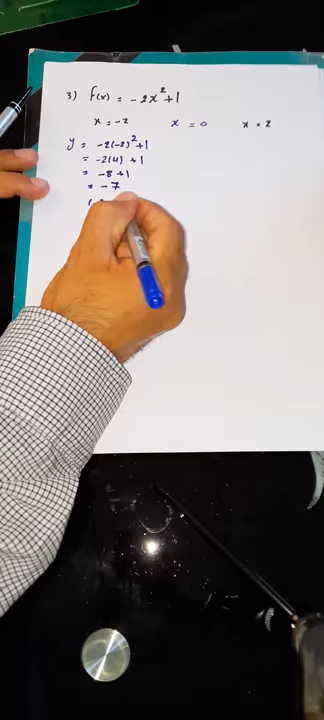 3) f(x) = -2x²+1
x = -2 x = 0 x = 2
y = -2(-2)²+1
= -2(4) + 1
= -8 +1
= -7